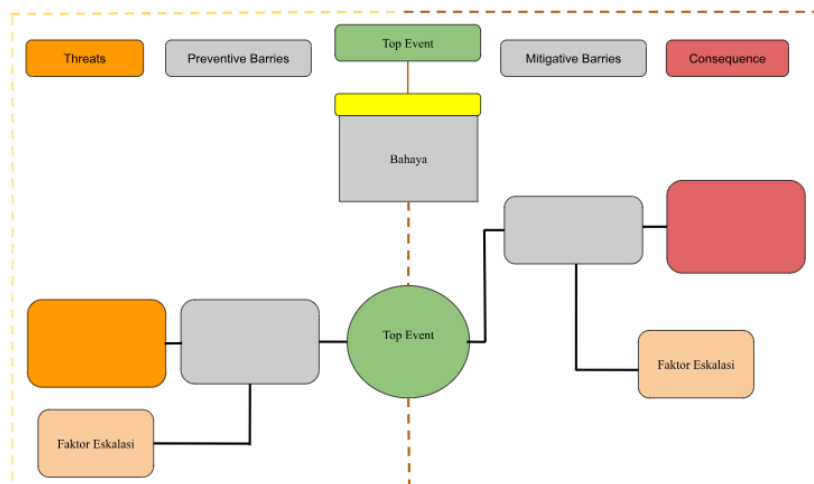 Threats
Preventive Barries
Top Event
Mitigative Barries
Consequence
Bahaya
Top Event
Faktor Eskalasi
Faktor Eskalasi